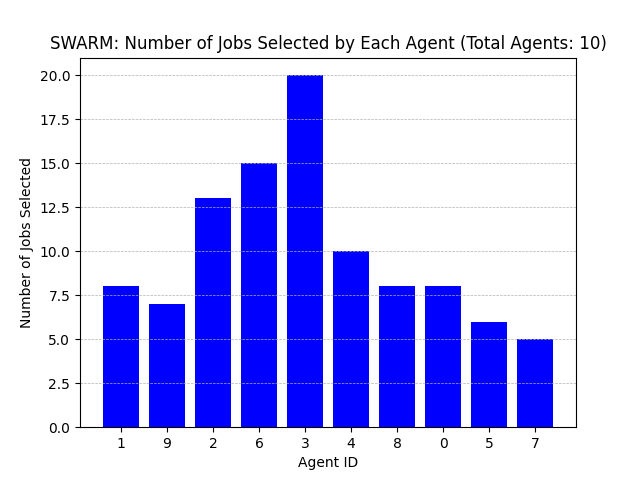 SWARM: Number of Jobs Selected by Each Agent (Total Agents: 10)
20.0
17.5
15.0
12.5
10.0
7.5
5.0
2.5
0.0
Number of Jobs Selected
1 9 2 6 3 4 8 0 5 7
Agent ID